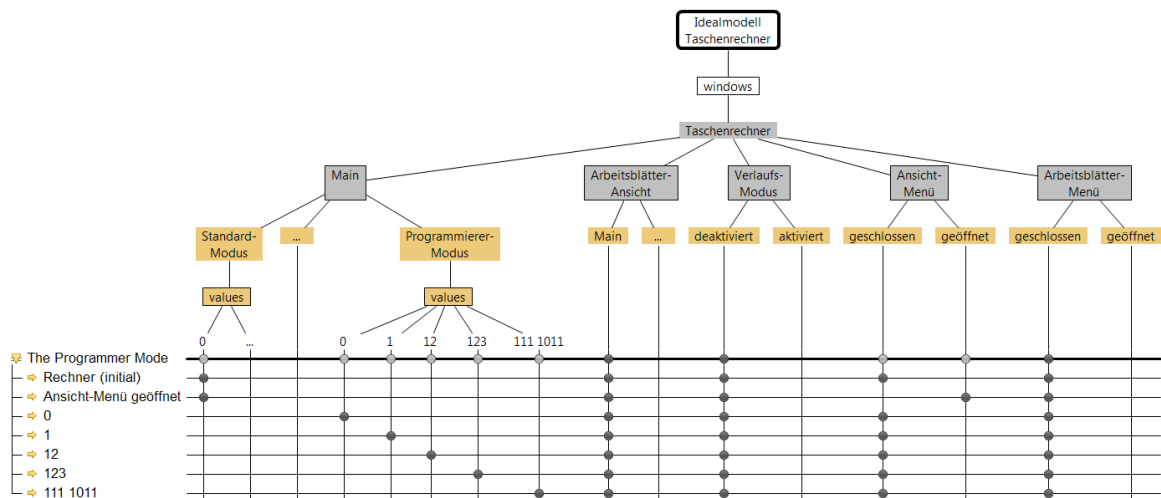 Idealmodell
Taschenrechner
windows
Taschenrechner
Main
Arbeitsblätter-
Ansicht
Verlaufs-
Modus
Ansicht-
Menü
Arbeitsblätter-
Menü
Standard-
Modus
...
Programmierer-
Modus
Main
...
deaktiviert
aktiviert
geschlossen
geöffnet
geschlossen
geöffnet
values
values
0
...
0
1
12
123
111 1011
The Programmer Mode
Rechner (initial)
Ansicht-Menü geöffnet
0
1
12
123
111 1011